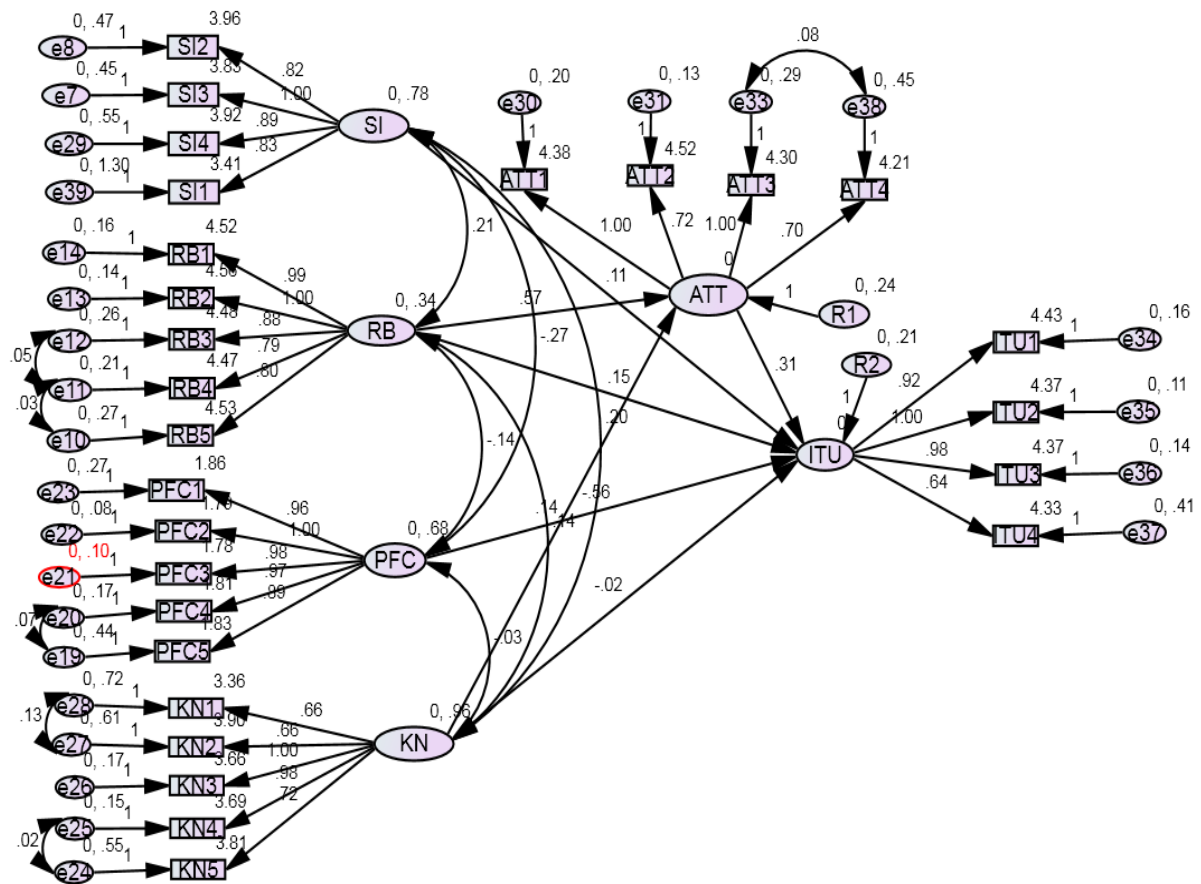 0, .47
e8
1
SI2
3.96
0, .45
e7
1
SI3
3.83
0, .55
e29
1
SI4
3.92
0, 1.30
e39
1
SI1
3.41
.82
1.00
.89
.83
0, .78
SI
0, .16
e14
1
RB1
4.52
0, .14
e13
1
RB2
4.56
0, .26
e12
1
RB3
4.48
0, .21
e11
1
RB4
4.47
0, .27
e10
1
RB5
4.53
.05
.03
.99
1.00
.88
.79
.80
0, .34
RB
0, .27
e23
1
PFC1
1.86
0, .08
e22
1
PFC2
0, .10
e21
1
PFC3
1.78
0, .17
e20
1
PFC4
1.81
0, .44
e19
1
PFC5
1.83
.07
.96
1.00
.98
.97
.89
0, .68
PFC
0, .72
e28
1
KN1
3.36
0, .61
e27
1
KN2
3.90
0, .17
e26
1
KN3
3.66
0, .15
e25
1
KN4
3.69
0, .55
e24
1
KN5
3.81
.13
.02
.66
.66
1.00
.98
.72
0, .96
KN
.21
-.27
-.14
.14
-.56
-.03
-.02
.11
.57
.15
.20
.31
0, .20
e30
1
ATT1
4.38
0, .13
e31
1
ATT2
4.52
.08
0, .29
e33
1
ATT3
4.30
0, .45
e38
1
ATT4
4.21
1.00
.72
1.00
.70
0
ATT
0, .24
R1
1
0, .21
R2
1
0
ITU
.92
1.00
.98
.64
4.43
ITU1
1
0, .16
e34
4.37
ITU2
1
0, .11
e35
4.37
ITU3
1
0, .14
e36
4.33
ITU4
1
0, .41
e37